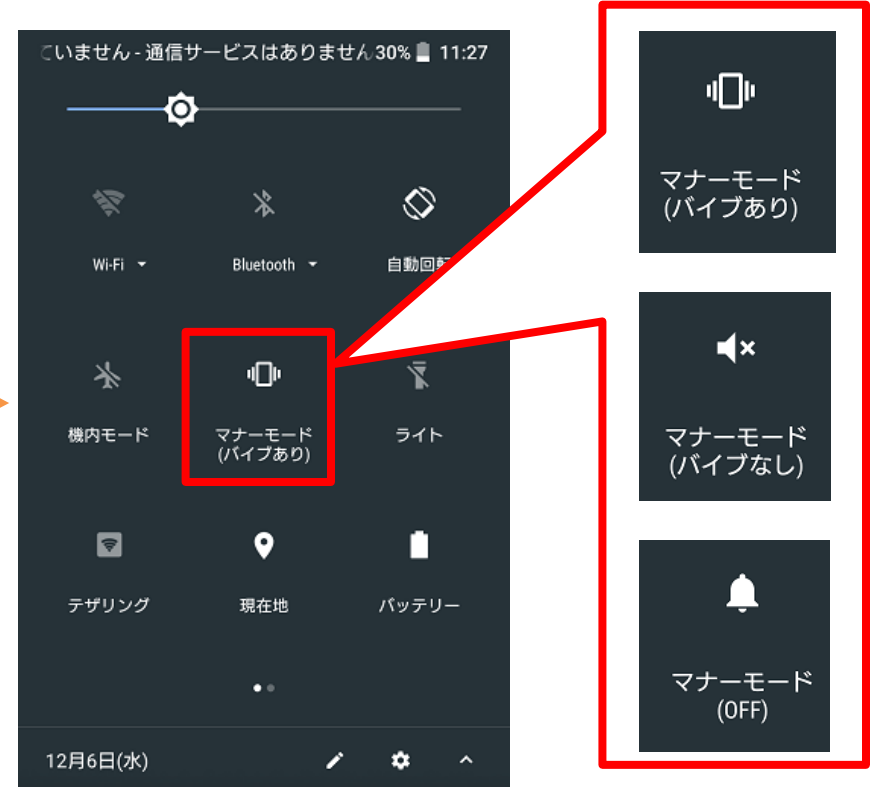 ていません - 通信サービスはありません 30% 11:27
Wi-Fi
Bluetooth
自動回転
機内モード
マナーモード
(バイブあり)
ライト
テザリング
現在地
バッテリー
12月6日(水)
マナーモード
(バイブあり)
マナーモード
(バイブなし)
マナーモード
(OFF)